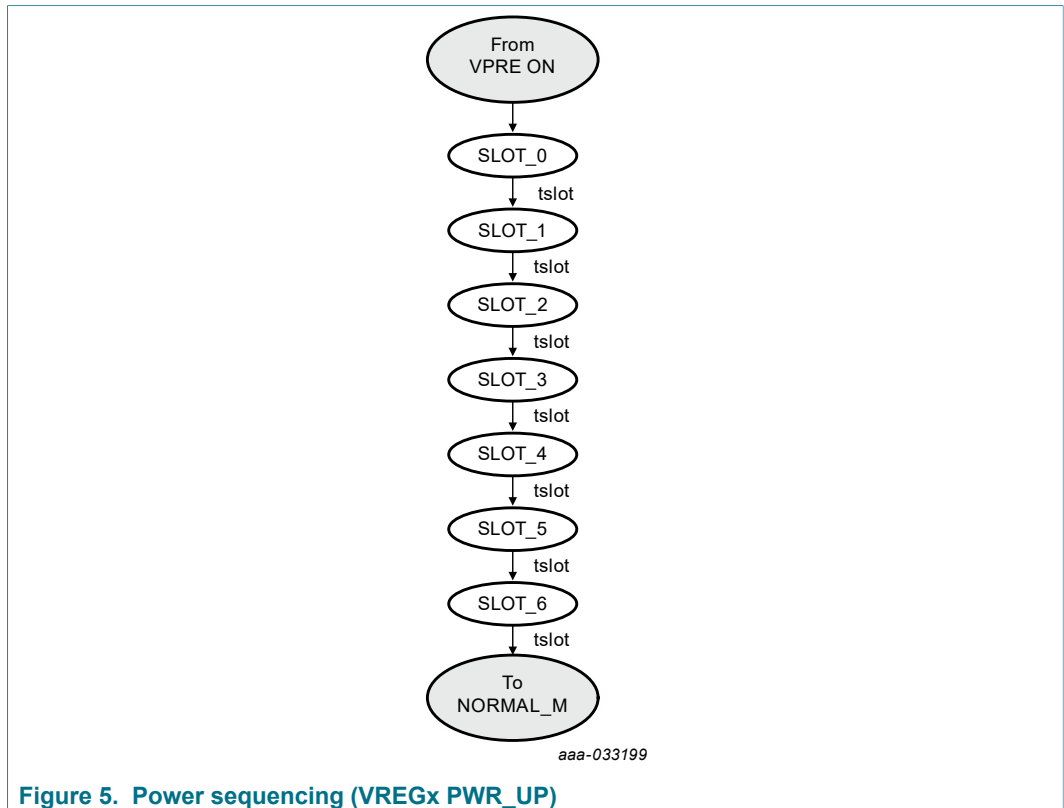 From
VPRE ON
SLOT_0
tslot
SLOT_1
tslot
SLOT_2
tslot
SLOT_3
tslot
SLOT_4
tslot
SLOT_5
tslot
SLOT_6
tslot
To
NORMAL_M
aaa-033199
Figure 5. Power sequencing (VREGx PWR_UP)